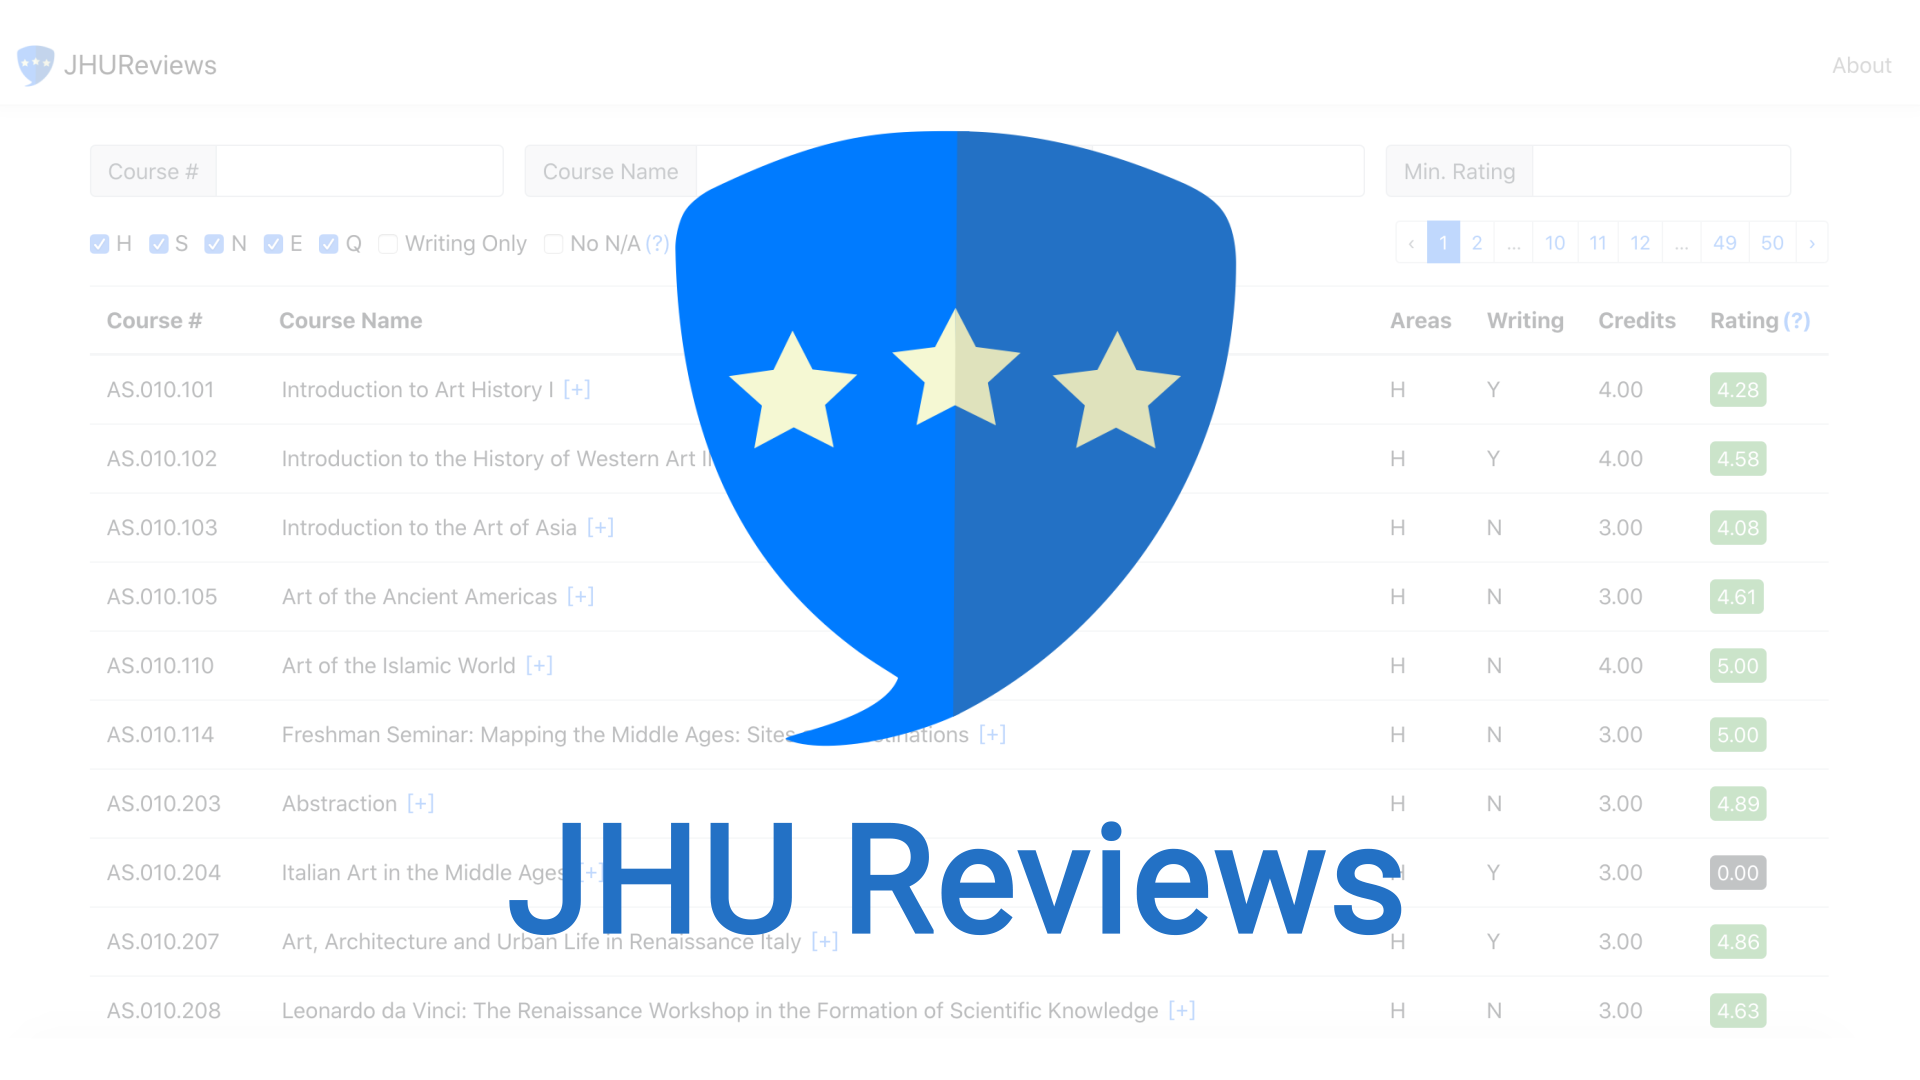 JHUReviews About
Course # Course Name Min. Rating
H S N E Q Writing Only No N/A (?) ‹ 1 2 ... 10 11 12 ... 49 50 ›
Course # Course Name Areas Writing Credits Rating (?)
AS.010.101 Introduction to Art History I [+] H Y 4.00 4.28
AS.010.102 Introduction to the History of Western Art H Y 4.00 4.58
AS.010.103 Introduction to the Art of Asia [+] H N 3.00 4.08
AS.010.105 Art of the Ancient Americas [+] H N 3.00 4.61
AS.010.110 Art of the Islamic World [+] H N 4.00 5.00
AS.010.114 Freshman Seminar: Mapping the Middle Ages: Sites [+] H N 3.00 5.00
AS.010.203 Abstraction [+] H N 3.00 4.89
JHU Reviews
AS.010.204 Italian Art in the Middle Ages [+] H Y 3.00 0.00
AS.010.207 Art, Architecture and Urban Life in Renaissance Italy [+] H Y 3.00 4.86
AS.010.208 Leonardo da Vinci: The Renaissance Workshop in the Formation of Scientific Knowledge [+] H N 3.00 4.63